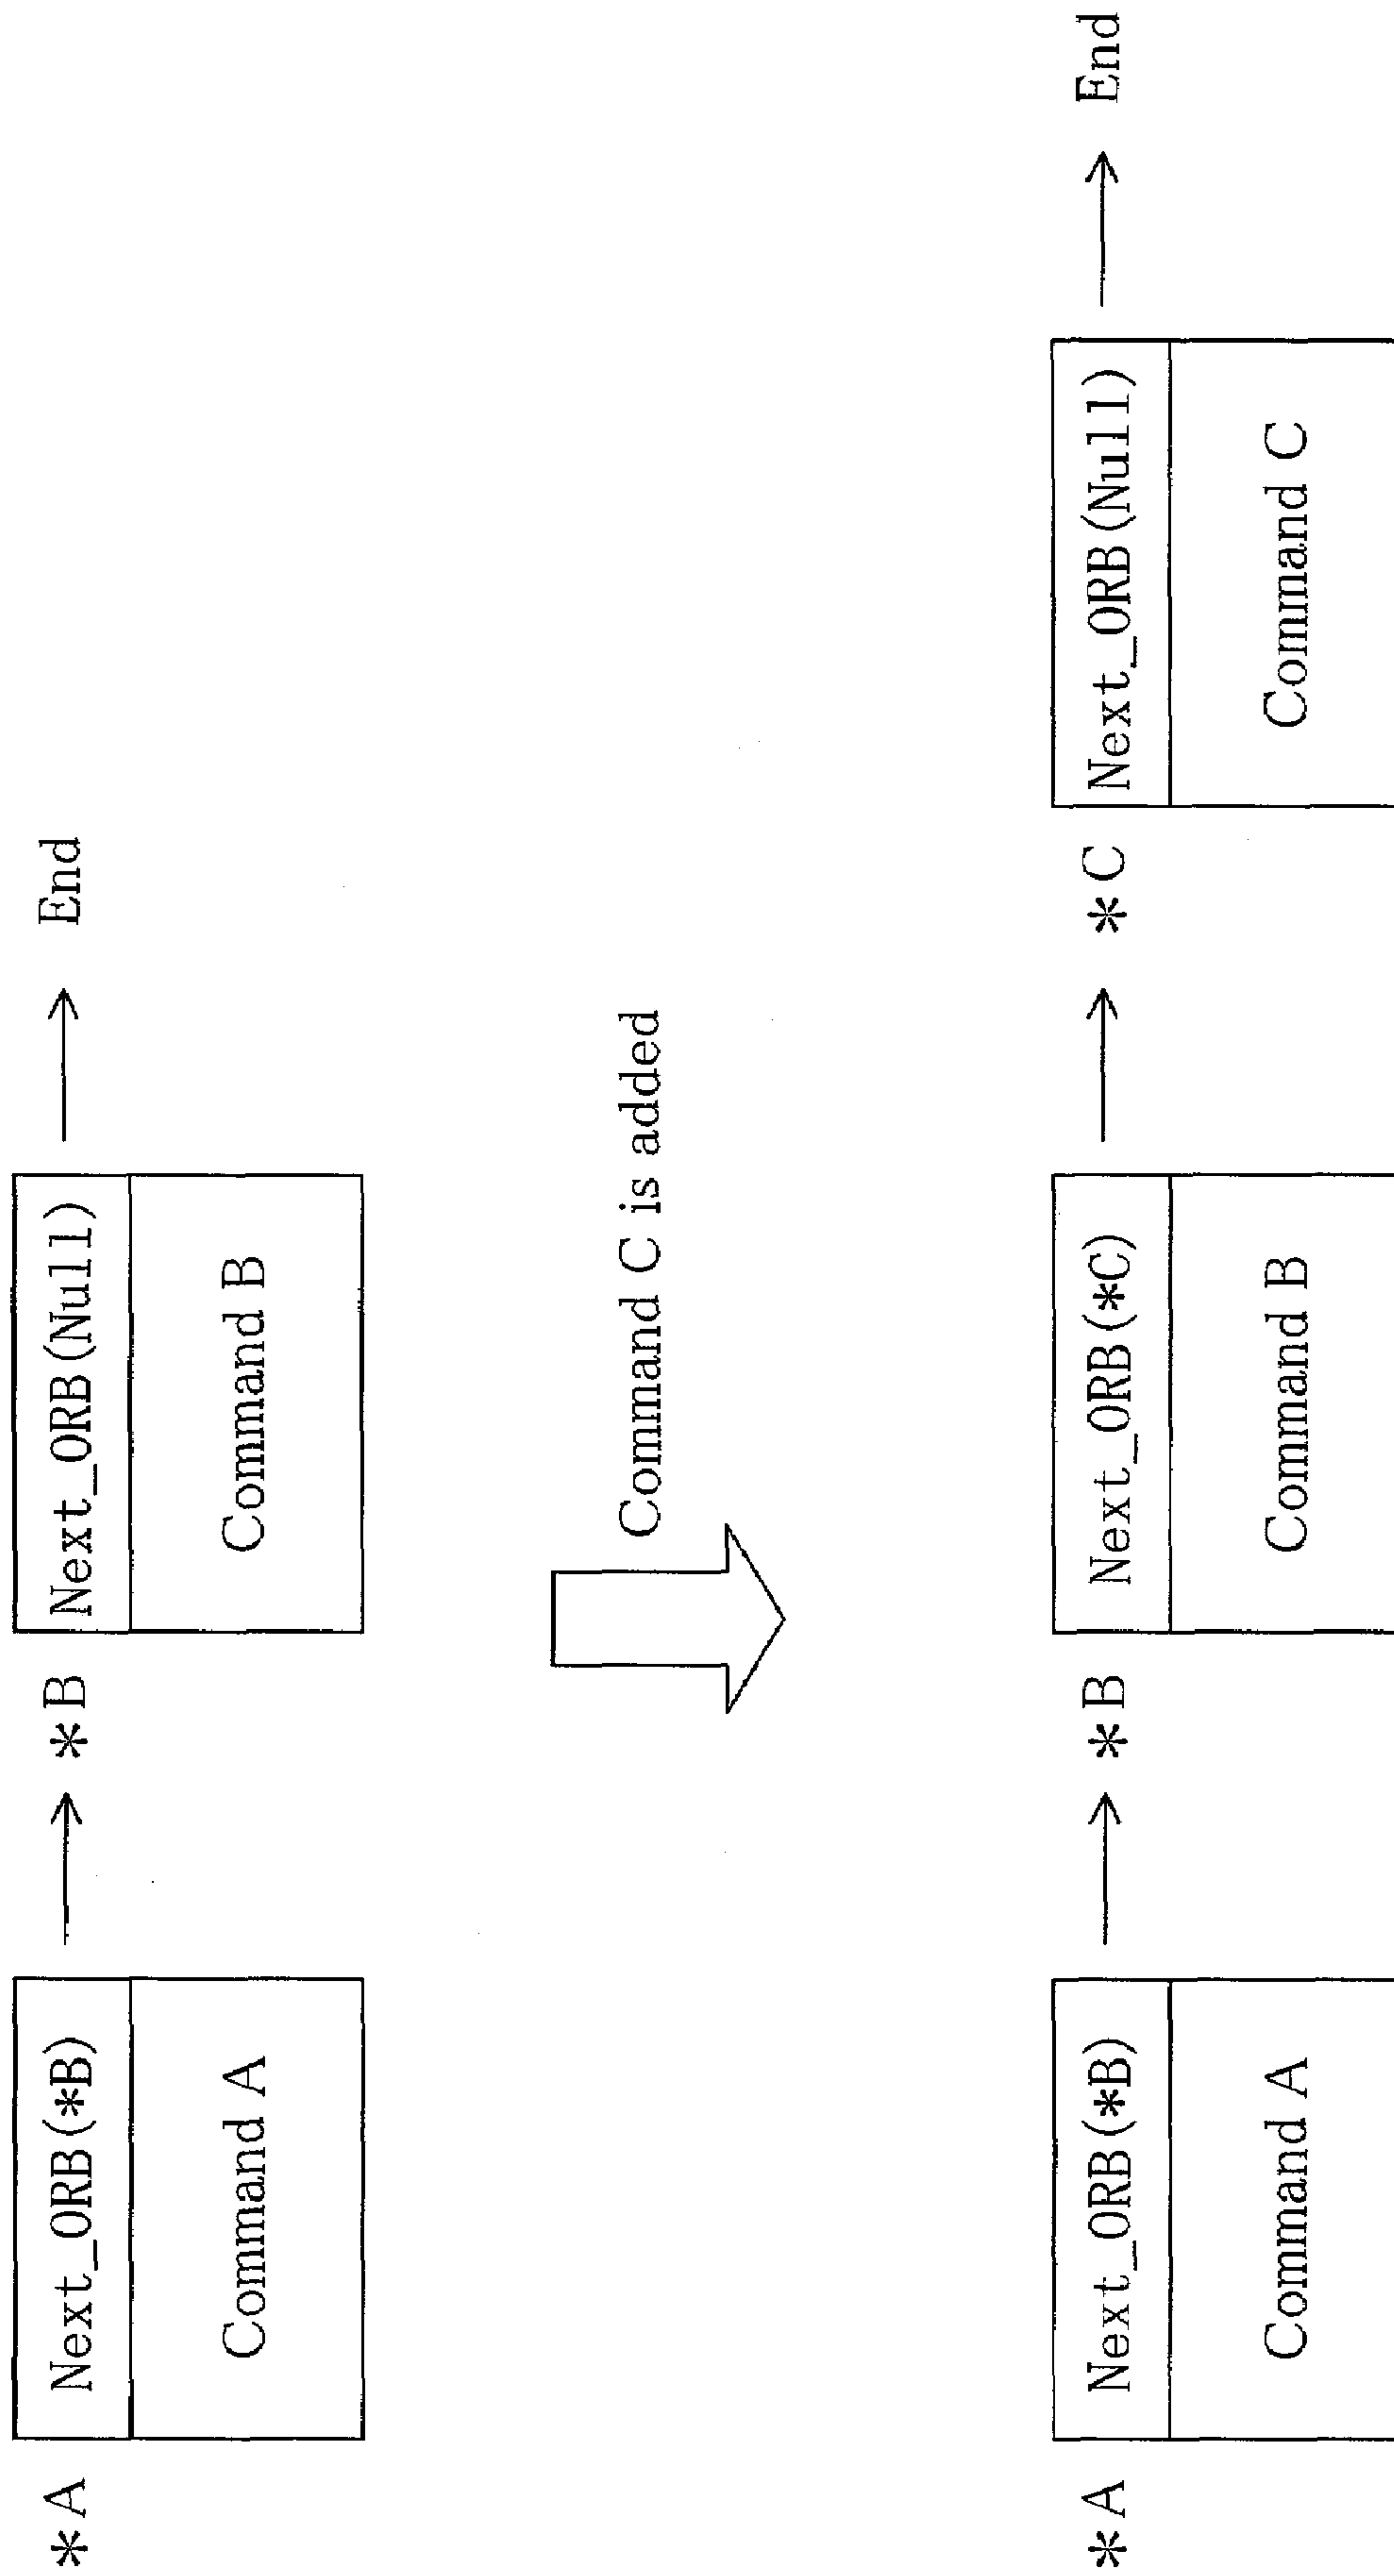 *A
Next_ORB(*B)
Command A
*B
Next_ORB(Null)
Command B
End
Command C is added
*A
Next_ORB(*B)
Command A
*B
Next_ORB(*C)
Command B
*C
Next_ORB(Null)
Command C
End